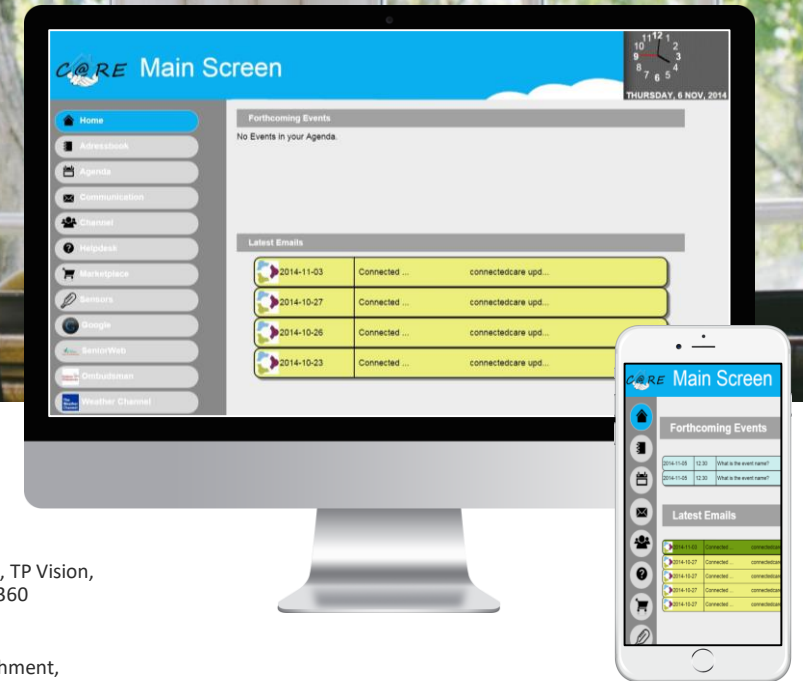 C@RE Main Screen
11 12 1
10 2
9 3
8 4
7 6 5
THURSDAY, 6 NOV, 2014
Home
Adressbook
Agenda
Communication
Channel
Helpdesk
Marketplace
Sensors
Google
SeniorWeb
Ombudsman
Weather Channel
Forthcoming Events
No Events in your Agenda.
Latest Emails
2014-11-03 Connected ... connectedcare upd...
2014-10-27 Connected ... connectedcare upd...
2014-10-26 Connected ... connectedcare upd...
2014-10-23 Connected ... connectedcare upd...
C@RE Main Screen
Forthcoming Events
2014-11-05 12:30 What is the event name?
2014-11-05 12:30 What is the event name?
Latest Emails
2014-11-03 Connected ... connectedcare
2014-10-27 Connected ... connectedcare
2014-10-27 Connected ... connectedcare
2014-10-27 Connected ... connectedcare
2014-10-27 Connected ... connectedcare
, TP Vision,
360
hment,